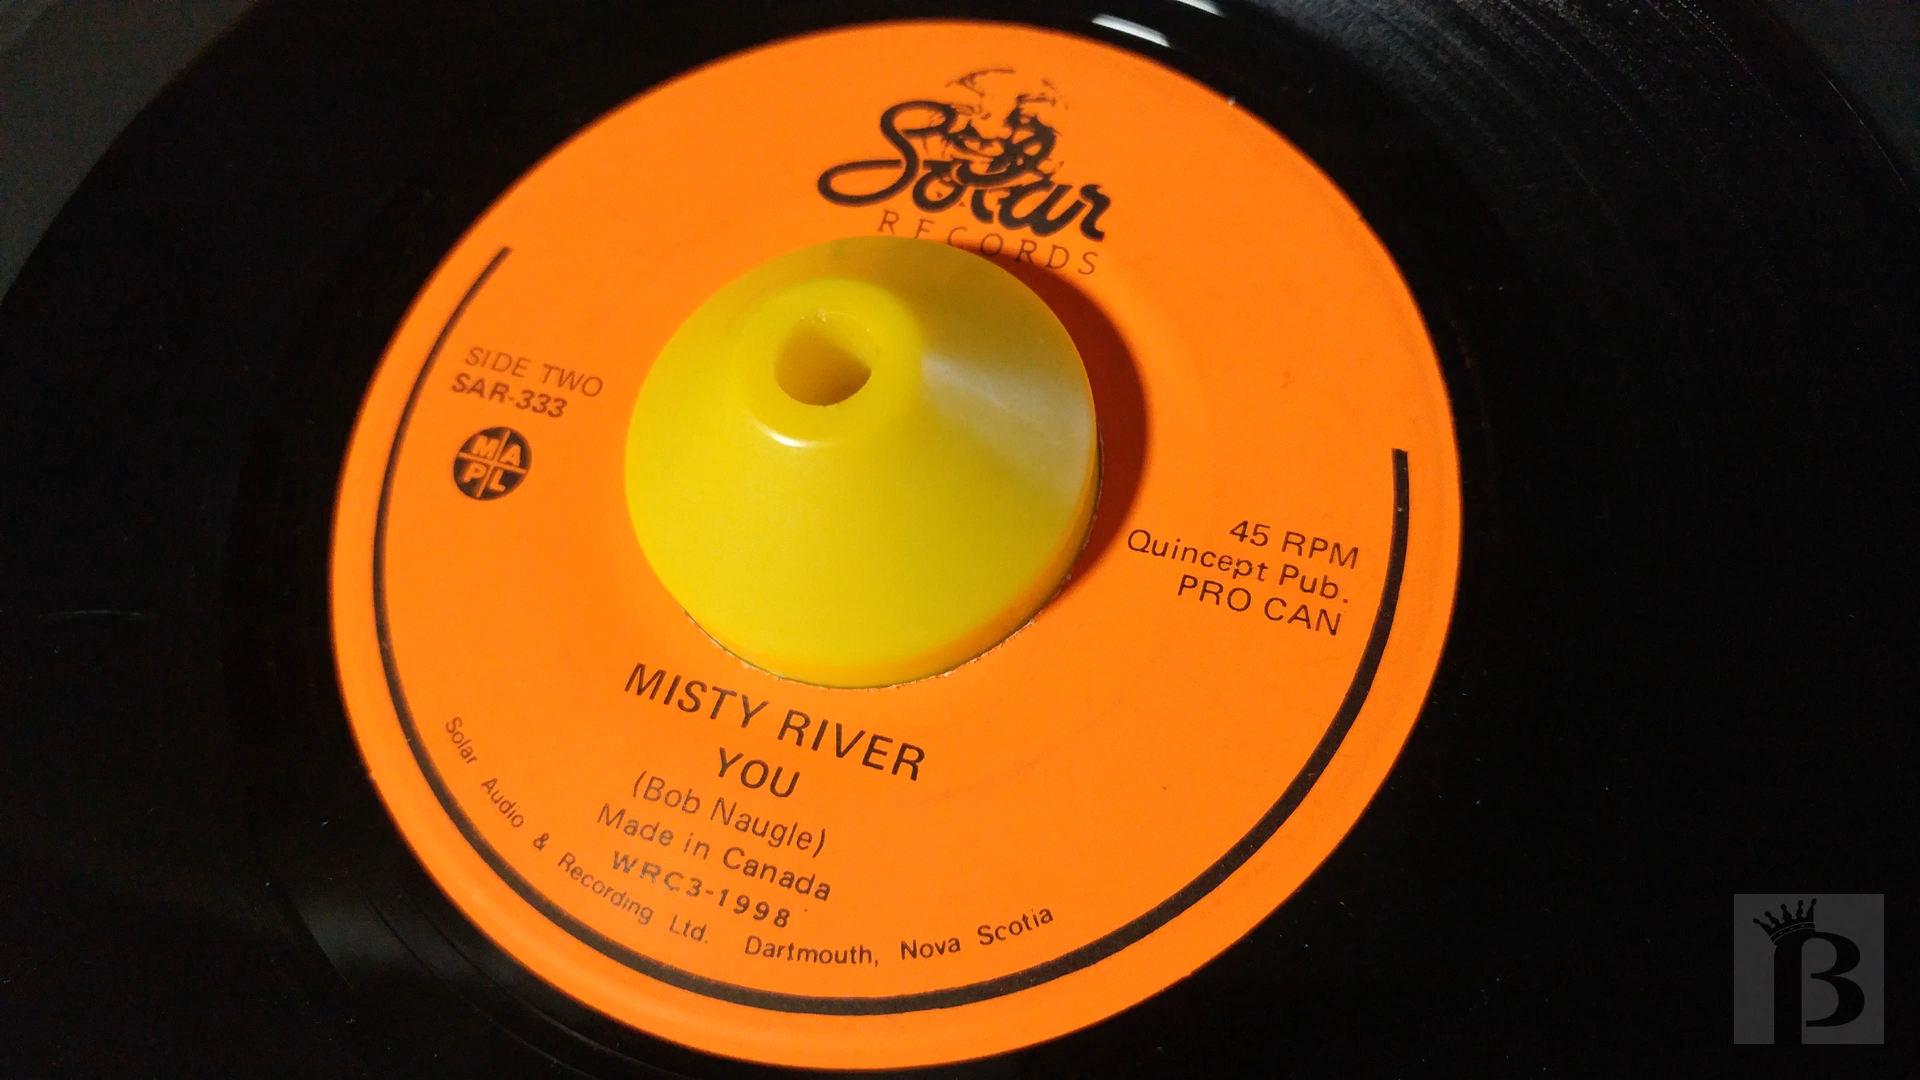 Solar
RECORDS
SIDE TWO
SAR-333
M A
P L
45 RPM
Quincept Pub.
PRO CAN
MISTY RIVER
YOU
(Bob Naugle)
Made in Canada
WRC3-1998
Solar Audio & Recording Ltd. Dartmouth, Nova Scotia
B